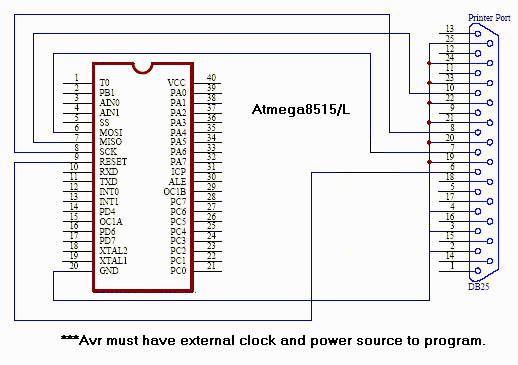 Printer Port
13
25
12
24
11
23
10
22
9
21
8
20
7
19
6
18
5
17
4
16
3
15
2
14
1
DB25
Atmega8515/L
1 T0 VCC 40
2 PB1 PA0 39
3 AIN0 PA1 38
4 AIN1 PA2 37
5 SS PA3 36
6 MOSI PA4 35
7 MISO PA5 34
8 SCK PA6 33
9 RESET PA7 32
10 RXD ICP 31
11 TXD ALE 30
12 INT0 OC1B 29
13 INT1 PC7 28
14 PD4 PC6 27
15 OC1A PC5 26
16 PD6 PC4 25
17 PD7 PC3 24
18 XTAL2 PC2 23
19 XTAL1 PC1 22
20 GND PC0 21
***Avr must have external clock and power source to program.